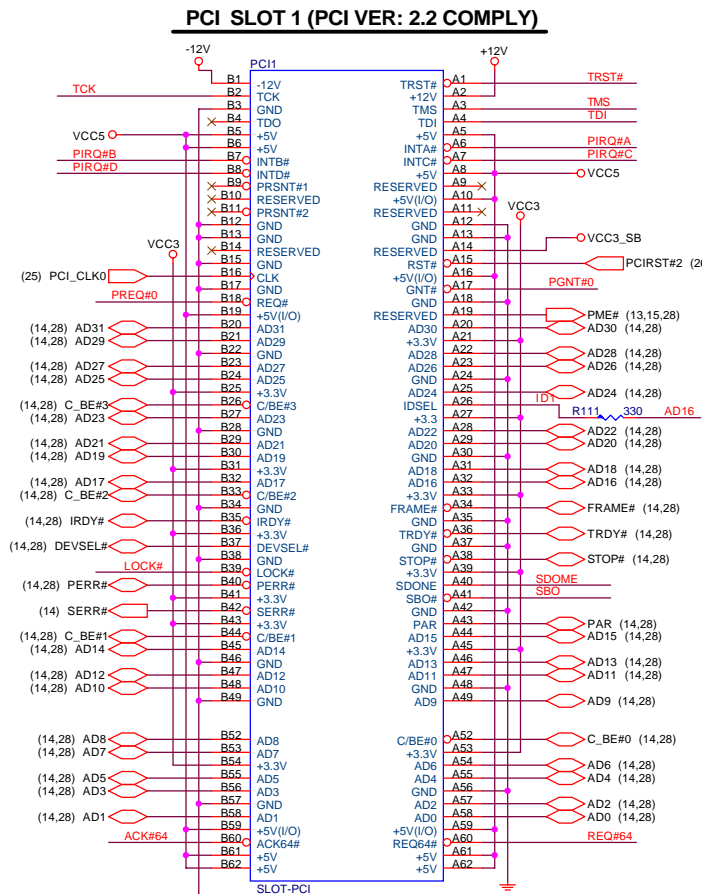 PCI SLOT 1 (PCI VER: 2.2 COMPLY)
-12V +12V
PCI1
B1 -12V TRST# A1 TRST#
TCK B2 TCK +12V A2
B3 GND TMS A3 TMS
B4 TDO TDI A4 TDI
VCC5 B5 +5V +5V A5
B6 +5V INTA# A6 PIRQ#A
PIRQ#B B7 INTB# INTC# A7 PIRQ#C
PIRQ#D B8 INTD# +5V A8 VCC5
B9 PRSNT#1 RESERVED A9
B10 RESERVED +5V(I/O) A10
B11 PRSNT#2 RESERVED A11 VCC3
B12 GND GND A12
B13 GND GND A13
VCC3 B14 RESERVED RESERVED A14 VCC3_SB
B15 GND RST# A15 PCIRST#2 (2
(25) PCI_CLK0 B16 CLK +5V(I/O) A16
B17 GND GNT# A17 PGNT#0
PREQ#0 B18 REQ# GND A18
B19 +5V(I/O) RESERVED A19 PME# (13,15,28)
(14,28) AD31 B20 AD31 AD30 A20 AD30 (14,28)
(14,28) AD29 B21 AD29 +3.3V A21
B22 GND AD28 A22 AD28 (14,28)
(14,28) AD27 B23 AD27 AD26 A23 AD26 (14,28)
(14,28) AD25 B24 AD25 GND A24
B25 +3.3V AD24 A25 AD24 (14,28)
(14,28) C_BE#3 B26 C/BE#3 IDSEL A26 ID1 R111 330 AD16
(14,28) AD23 B27 AD23 +3.3 A27
B28 GND AD22 A28 AD22 (14,28)
(14,28) AD21 B29 AD21 AD20 A29 AD20 (14,28)
(14,28) AD19 B30 AD19 GND A30
B31 +3.3V AD18 A31 AD18 (14,28)
(14,28) AD17 B32 AD17 AD16 A32 AD16 (14,28)
(14,28) C_BE#2 B33 C/BE#2 +3.3V A33
B34 GND FRAME# A34 FRAME# (14,28)
(14,28) IRDY# B35 IRDY# GND A35
B36 +3.3V TRDY# A36 TRDY# (14,28)
(14,28) DEVSEL# B37 DEVSEL# GND A37
B38 GND STOP# A38 STOP# (14,28)
LOCK# B39 LOCK# +3.3V A39
(14,28) PERR# B40 PERR# SDONE A40 SDOME
B41 +3.3V SBO# A41 SBO
(14) SERR# B42 SERR# GND A42
B43 +3.3V PAR A43 PAR (14,28)
(14,28) C_BE#1 B44 C/BE#1 AD15 A44 AD15 (14,28)
(14,28) AD14 B45 AD14 +3.3V A45
B46 GND AD13 A46 AD13 (14,28)
(14,28) AD12 B47 AD12 AD11 A47 AD11 (14,28)
(14,28) AD10 B48 AD10 GND A48
B49 GND AD9 A49 AD9 (14,28)
(14,28) AD8 B52 AD8 C/BE#0 A52 C_BE#0 (14,28)
(14,28) AD7 B53 AD7 +3.3V A53
B54 +3.3V AD6 A54 AD6 (14,28)
(14,28) AD5 B55 AD5 AD4 A55 AD4 (14,28)
(14,28) AD3 B56 AD3 GND A56
B57 GND AD2 A57 AD2 (14,28)
(14,28) AD1 B58 AD1 AD0 A58 AD0 (14,28)
B59 +5V(I/O) +5V(I/O) A59
ACK#64 B60 ACK64# REQ64# A60 REQ#64
B61 +5V +5V A61
B62 +5V +5V A62
SLOT-PCI